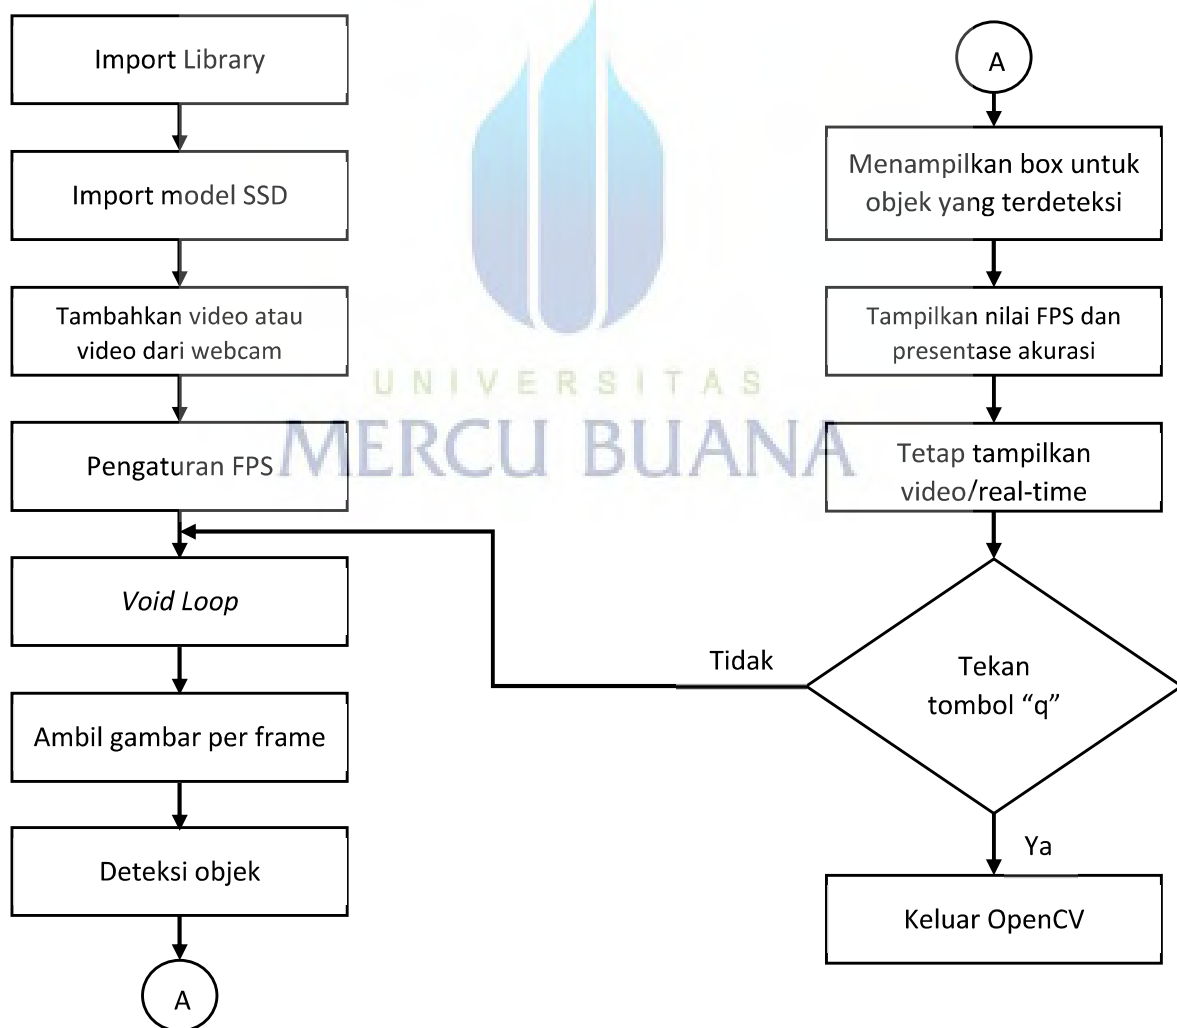 Import Library
Import model SSD
Tambahkan video atau
video dari webcam
Pengaturan FPS
Void Loop
Ambil gambar per frame
Deteksi objek
A
UNIVERSITAS
MERCU BUANA
A
Menampilkan box untuk
objek yang terdeteksi
Tampilkan nilai FPS dan
presentase akurasi
Tetap tampilkan
video/real-time
Tekan
tombol “q”
Tidak
Ya
Keluar OpenCV